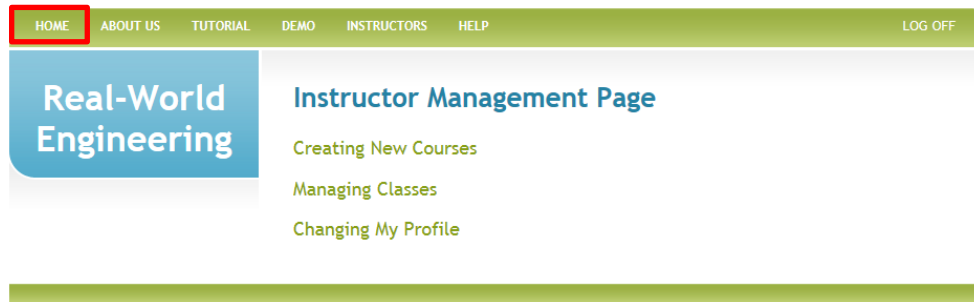 HOME ABOUT US TUTORIAL DEMO INSTRUCTORS HELP LOG OFF
Real-World
Engineering
Instructor Management Page
Creating New Courses
Managing Classes
Changing My Profile